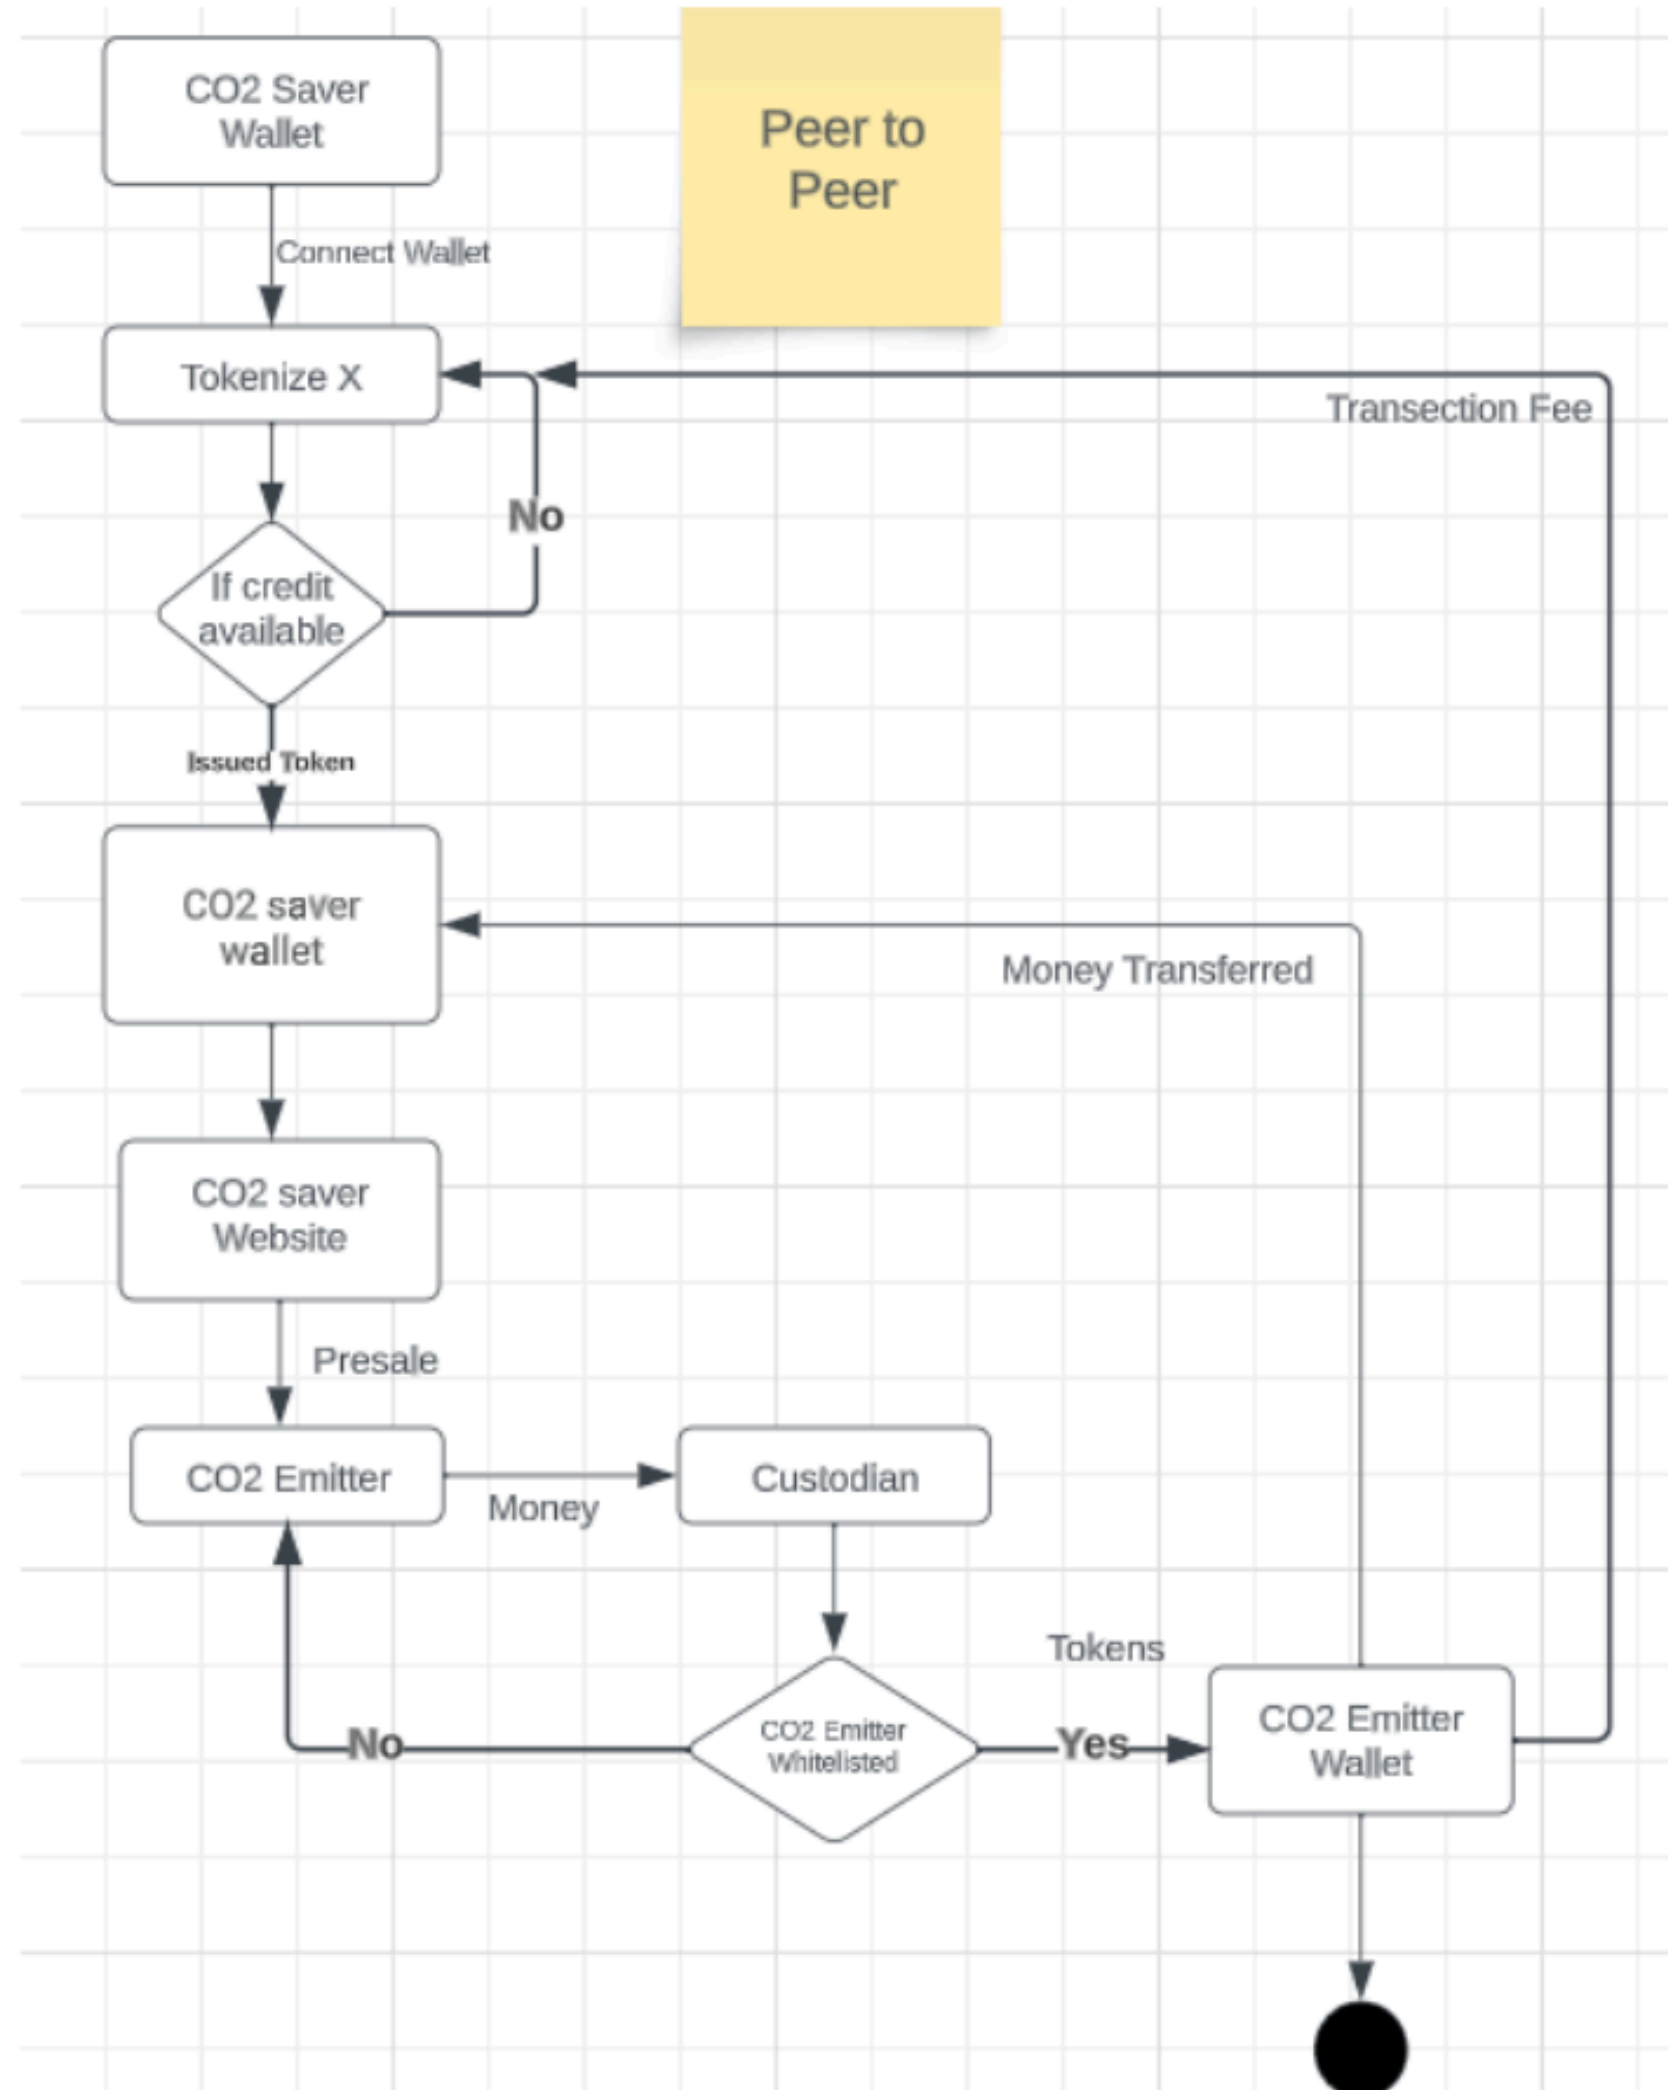 CO2 Saver
Wallet
Peer to
Peer
Connect Wallet
Tokenize X
Transection Fee
No
If credit
available
Issued Token
CO2 saver
wallet
Money Transferred
CO2 saver
Website
Presale
CO2 Emitter
Custodian
Money
Tokens
CO2 Emitter
Whitelisted
No
Yes
CO2 Emitter
Wallet